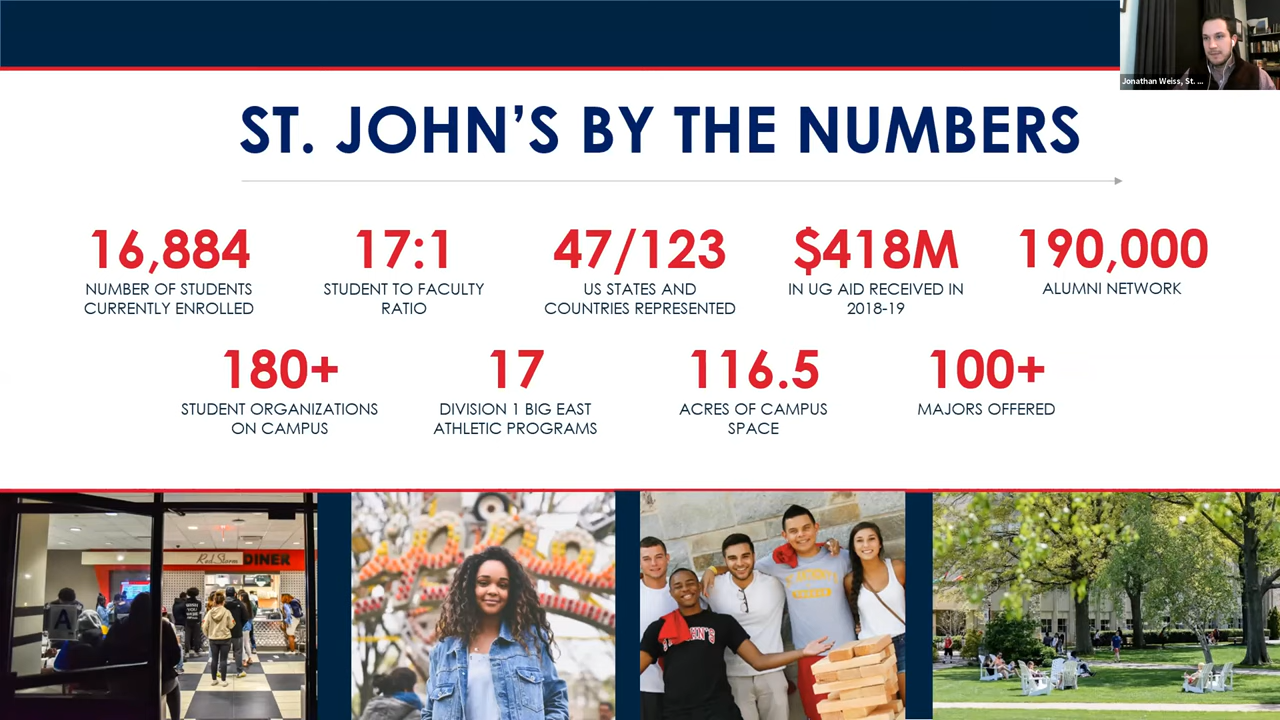 Jonathan Weiss, St. ...
ST. JOHN'S BY THE NUMBERS
16,884
NUMBER OF STUDENTS
CURRENTLY ENROLLED
17:1
STUDENT TO FACULTY
RATIO
47/123
US STATES AND
COUNTRIES REPRESENTED
$418M
IN UG AID RECEIVED IN
2018-19
190,000
ALUMNI NETWORK
180+
STUDENT ORGANIZATIONS
ON CAMPUS
17
DIVISION 1 BIG EAST
ATHLETIC PROGRAMS
116.5
ACRES OF CAMPUS
SPACE
100+
MAJORS OFFERED
Red Storm DINER
A